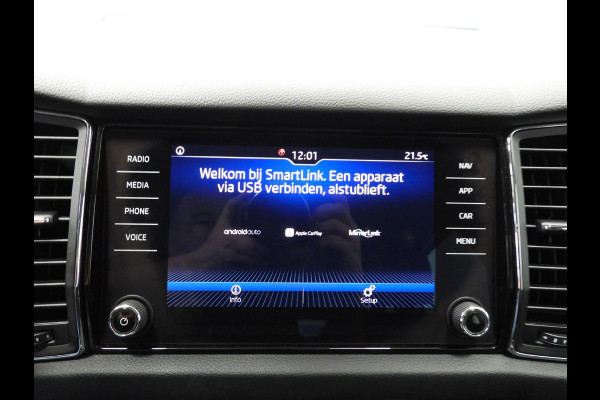 12:01
21.5°C
RADIO
MEDIA
PHONE
VOICE
Welkom bij SmartLink. Een apparaat
via USB verbinden, alstublieft.
androidauto
Apple CarPlay
MirrorLink
Info
Setup
NAV
APP
CAR
MENU